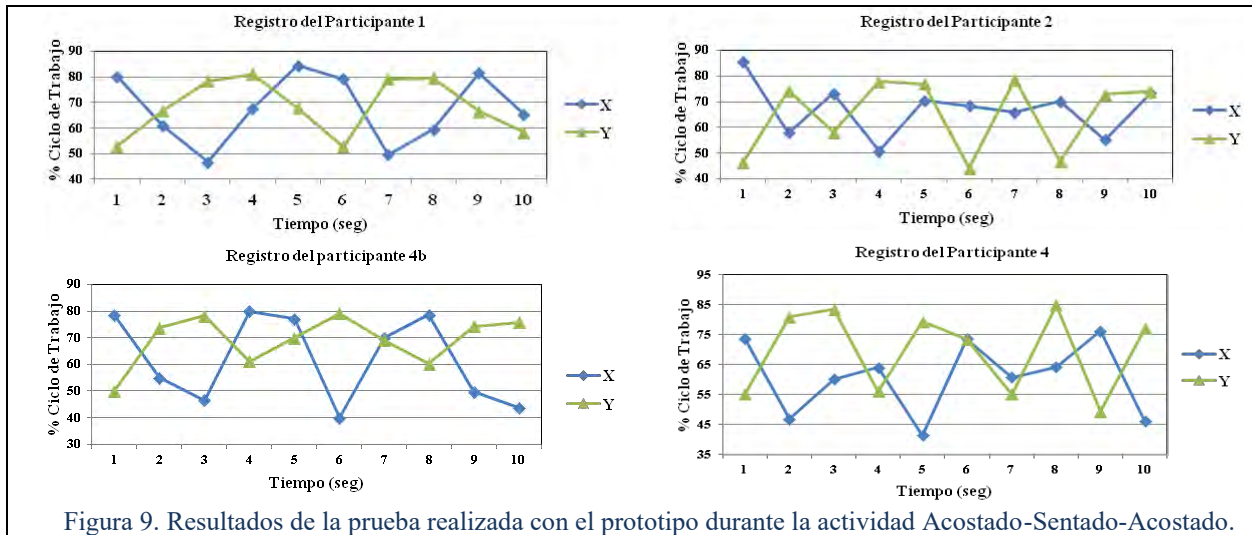 Registro del Participante 1
% Ciclo de Trabajo
90
80
70
60
50
40
1 2 3 4 5 6 7 8 9 10
Tiempo (seg)
X
Y
Registro del Participante 2
% Ciclo de Trabajo
90
80
70
60
50
40
1 2 3 4 5 6 7 8 9 10
Tiempo (seg)
X
Y
Registro del participante 4b
% Ciclo de Trabajo
90
80
70
60
50
40
30
1 2 3 4 5 6 7 8 9 10
Tiempo (seg)
X
Y
Registro del Participante 4
% Ciclo de Trabajo
95
85
75
65
55
45
35
1 2 3 4 5 6 7 8 9 10
Tiempo (seg)
X
Y
Figura 9. Resultados de la prueba realizada con el prototipo durante la actividad Acostado-Sentado-Acostado.